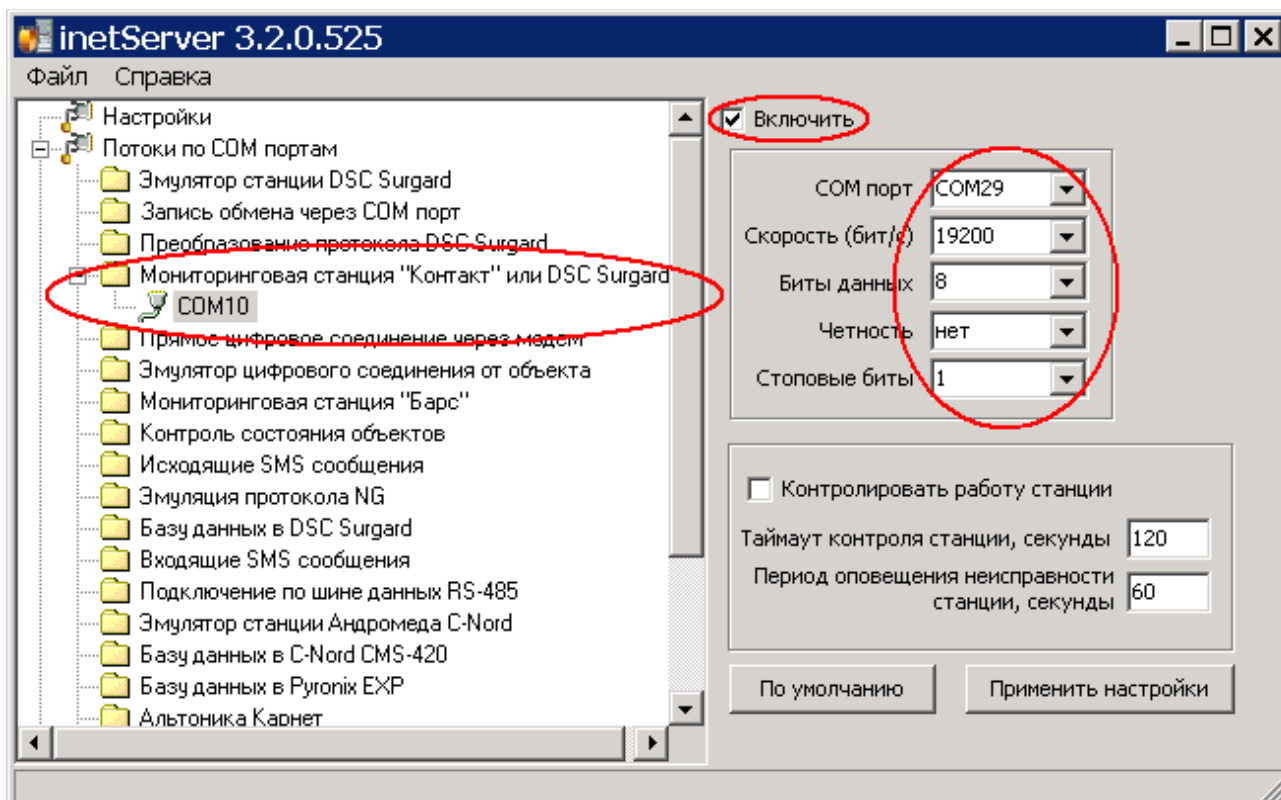 inetServer 3.2.0.525
Файл Справка
Настройки
Потоки по COM портам
Эмулятор станции DSC Surgard
Запись обмена через COM порт
Преобразование протокола DSC Surgard
Мониторинговая станция "Контакт" или DSC Surgard
COM10
Прямое цифровое соединение через модем
Эмулятор цифрового соединения от объекта
Мониторинговая станция "Барс"
Контроль состояния объектов
Исходящие SMS сообщения
Эмуляция протокола NG
Базу данных в DSC Surgard
Входящие SMS сообщения
Подключение по шине данных RS-485
Эмулятор станции Андромеда C-Nord
Базу данных в C-Nord CMS-420
Базу данных в Pyronix EXP
Альтоника Карнет
Включить
COM порт COM29
Скорость (бит/с) 19200
Биты данных 8
Четность нет
Стоповые биты 1
Контролировать работу станции
Таймаут контроля станции, секунды 120
Период оповещения неисправности
станции, секунды 60
По умолчанию Применить настройки